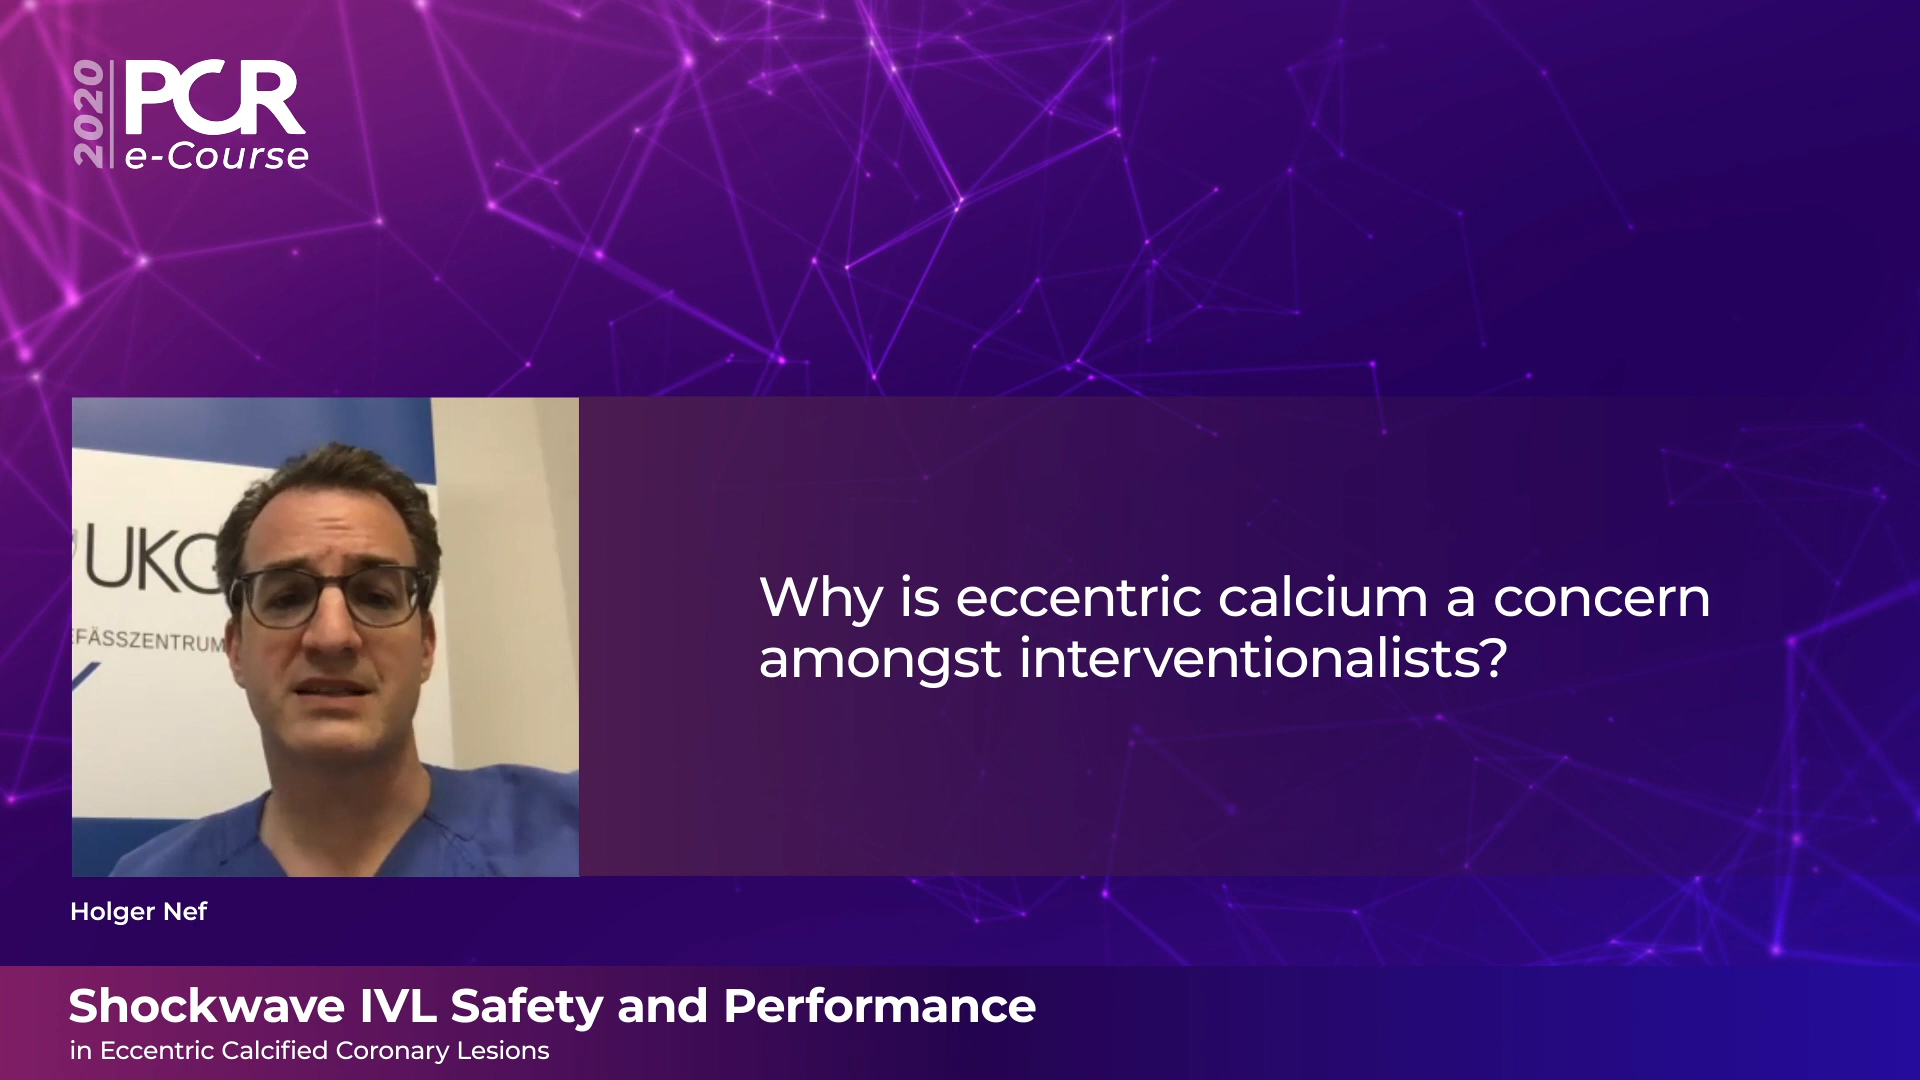 2020
PCR
e-Course
UKG
EFÄSSZENTRUM
Why is eccentric calcium a concern
amongst interventionalists?
Holger Nef
Shockwave IVL Safety and Performance
in Eccentric Calcified Coronary Lesions